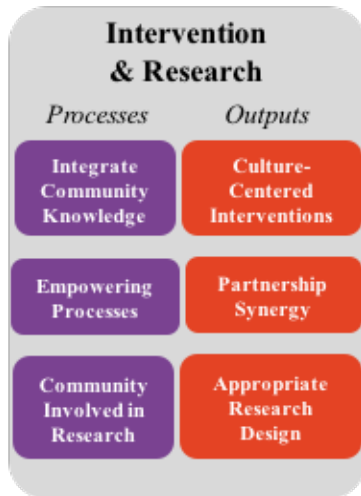 Intervention
& Research
Processes
Outputs
Integrate
Community
Knowledge
Culture-
Centered
Interventions
Empowering
Processes
Partnership
Synergy
Community
Involved in
Research
Appropriate
Research
Design